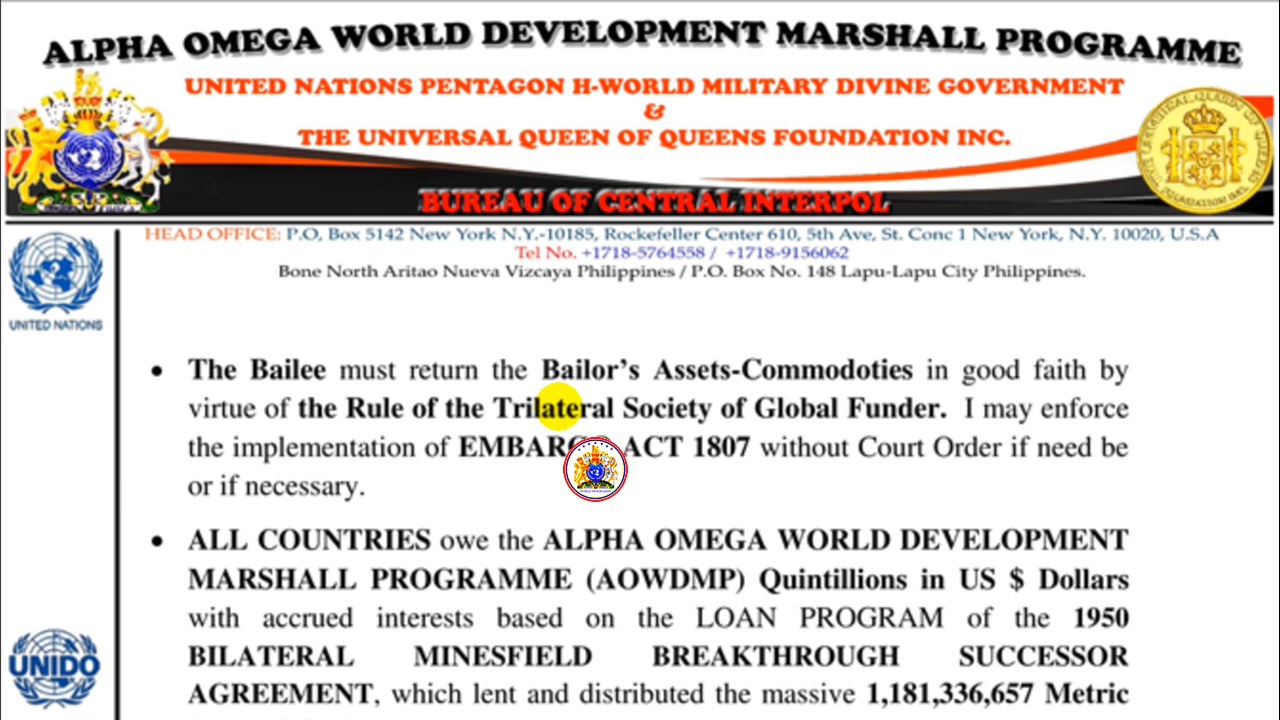 ALPHA OMEGA WORLD DEVELOPMENT MARSHALL PROGRAMME
UNITED NATIONS PENTAGON H-WORLD MILITARY DIVINE GOVERNMENT
&
THE UNIVERSAL QUEEN OF QUEENS FOUNDATION INC.
BUREAU OF CENTRAL INTERPOL
HEAD OFFICE: P.O, Box 5142 New York N.Y.-10185, Rockefeller Center 610, 5th Ave, St. Conc 1 New York, N.Y. 10020, U.S.A
Tel No. +1718-5764558 / +1718-9156062
Bone North Aritao Nueva Vizcaya Philippines / P.O. Box No. 148 Lapu-Lapu City Philippines.
UNITED NATIONS
• The Bailee must return the Bailor's Assets-Commodoties in good faith by
virtue of the Rule of the Trilateral Society of Global Funder. I may enforce
the implementation of ACT 1807 without Court Order if need be
or if necessary.
• ALL COUNTRIES owe the ALPHA OMEGA WORLD DEVELOPMENT
MARSHALL PROGRAMME (AOWDMP) Quintillions in US $ Dollars
with accrued interests based on the LOAN PROGRAM of the 1950
BILATERAL MINESFIELD BREAKTHROUGH SUCCESSOR
AGREEMENT, which lent and distributed the massive 1,181,336,657 Metric
UNIDO